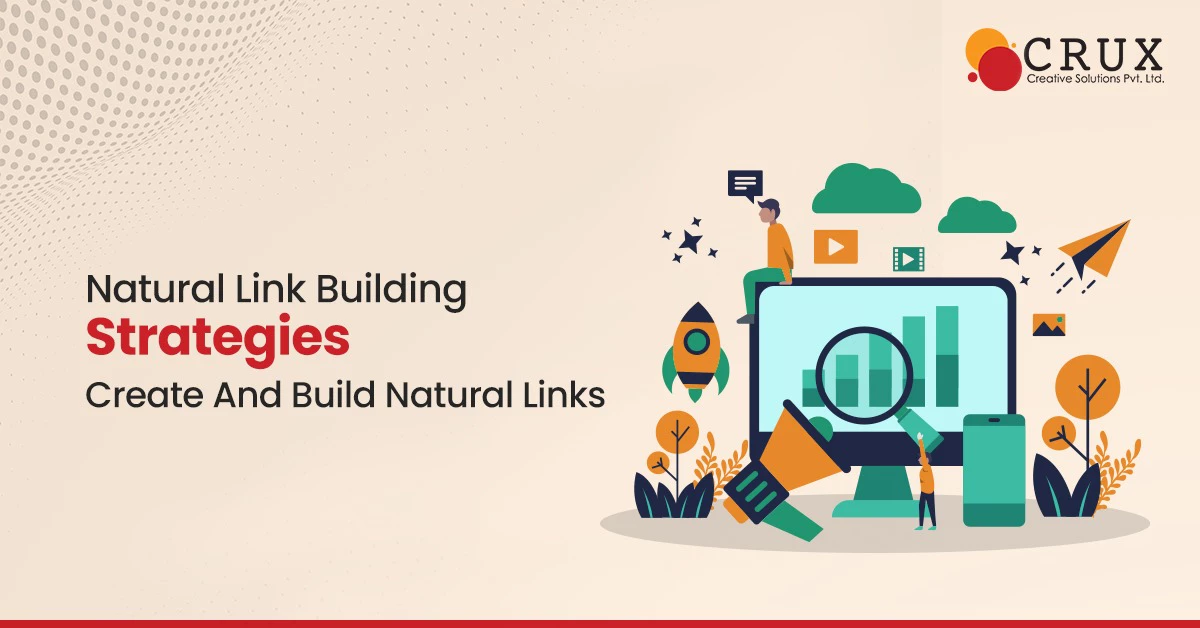 CRUX
Creative Solutions Pvt. Ltd.
Natural Link Building
Strategies
Create And Build Natural Links